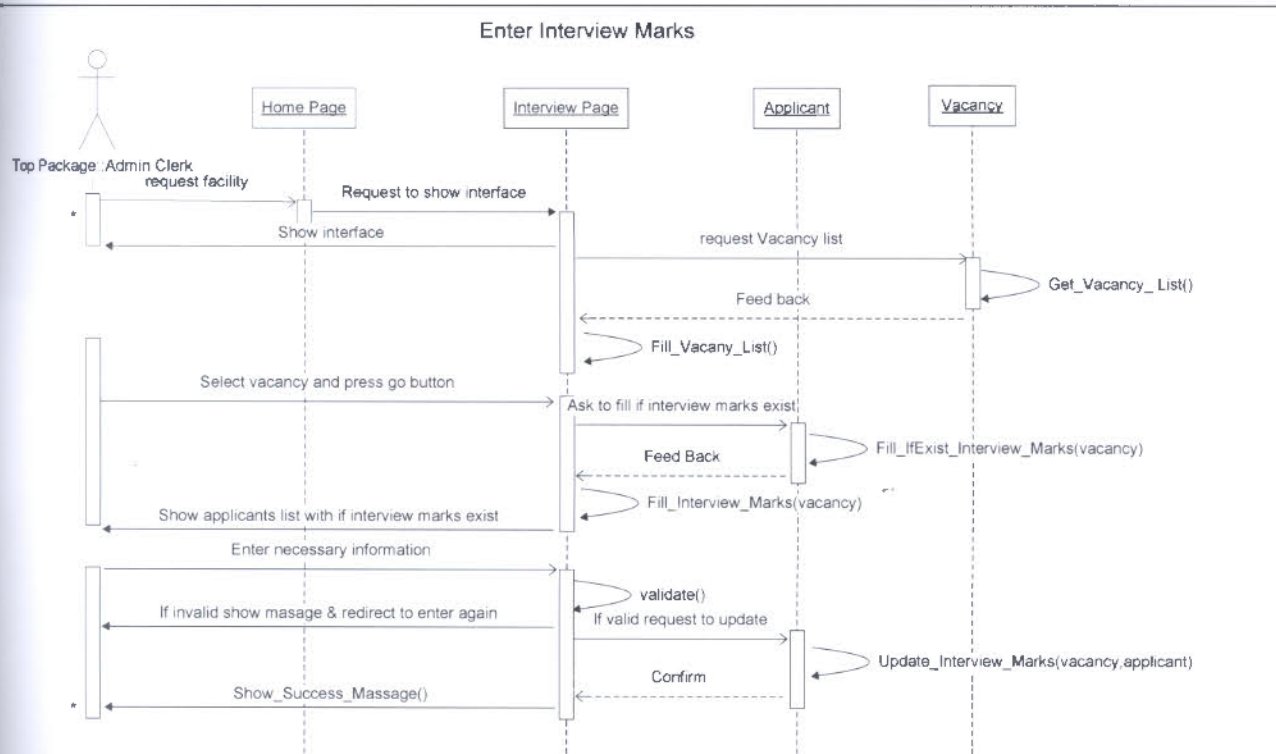 Enter Interview Marks
Home Page
Interview Page
Applicant
Vacancy
Top Package::Admin Clerk
request facility
Request to show interface
*
Show interface
request Vacancy list
Get_Vacancy_ List()
Feed back
Fill_Vacany_List()
Select vacancy and press go button
Ask to fill if interview marks exist
Fill_IfExist_Interview_Marks(vacancy)
Feed Back
Fill_Interview_Marks(vacancy)
Show applicants list with if interview marks exist
Enter necessary information
validate()
If invalid show masage & redirect to enter again
If valid request to update
Update_Interview_Marks(vacancy,applicant)
Confirm
Show_Success_Massage()
*